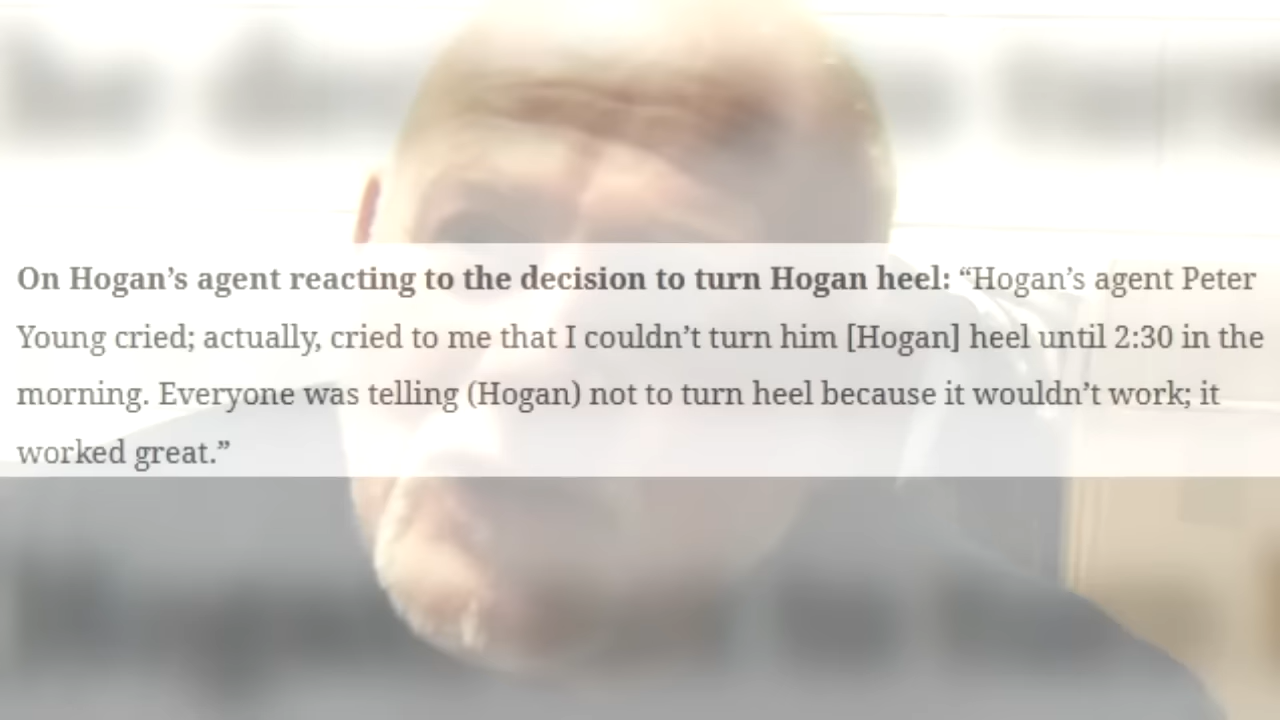 On Hogan’s agent reacting to the decision to turn Hogan heel: “Hogan’s agent Peter
Young cried; actually, cried to me that I couldn’t turn him [Hogan] heel until 2:30 in the
morning. Everyone was telling (Hogan) not to turn heel because it wouldn’t work; it
worked great.”